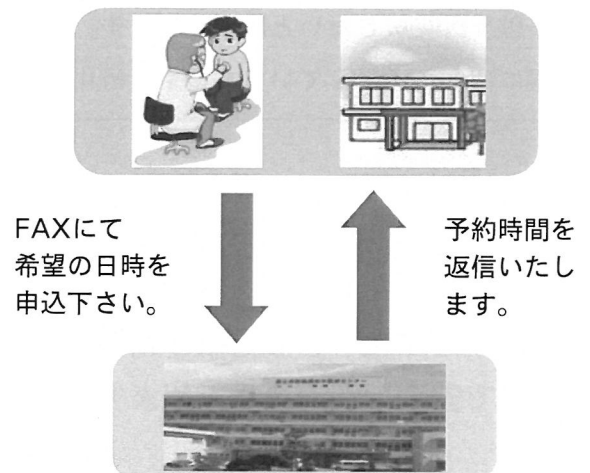 FAXにて
希望の日時を
申込下さい。
予約時間を
返信いたし
ます。